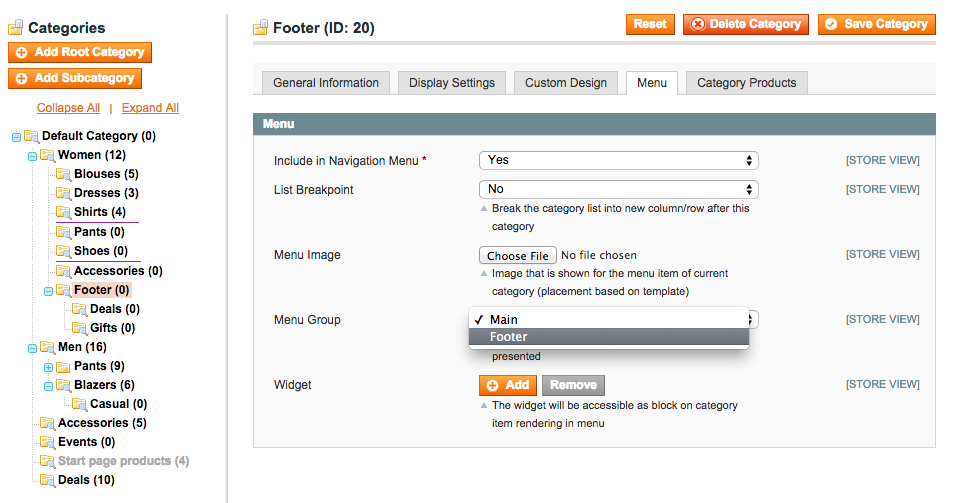 Categories
Add Root Category
Add Subcategory
Collapse All | Expand All
Default Category (0)
Women (12)
Blouses (5)
Dresses (3)
Shirts (4)
Pants (0)
Shoes (0)
Accessories (0)
Footer (0)
Deals (0)
Gifts (0)
Men (16)
Pants (9)
Blazers (6)
Casual (0)
Accessories (5)
Events (0)
Start page products (4)
Deals (10)
Footer (ID: 20)
Reset Delete Category Save Category
General Information Display Settings Custom Design Menu Category Products
Menu
Include in Navigation Menu * Yes [STORE VIEW]
List Breakpoint No [STORE VIEW]
Break the category list into new column/row after this
category
Menu Image Choose File No file chosen [STORE VIEW]
Image that is shown for the menu item of current
category (placement based on template)
Menu Group ✓ Main [STORE VIEW]
Footer
presented
Widget Add Remove [STORE VIEW]
The widget will be accessible as block on category
item rendering in menu